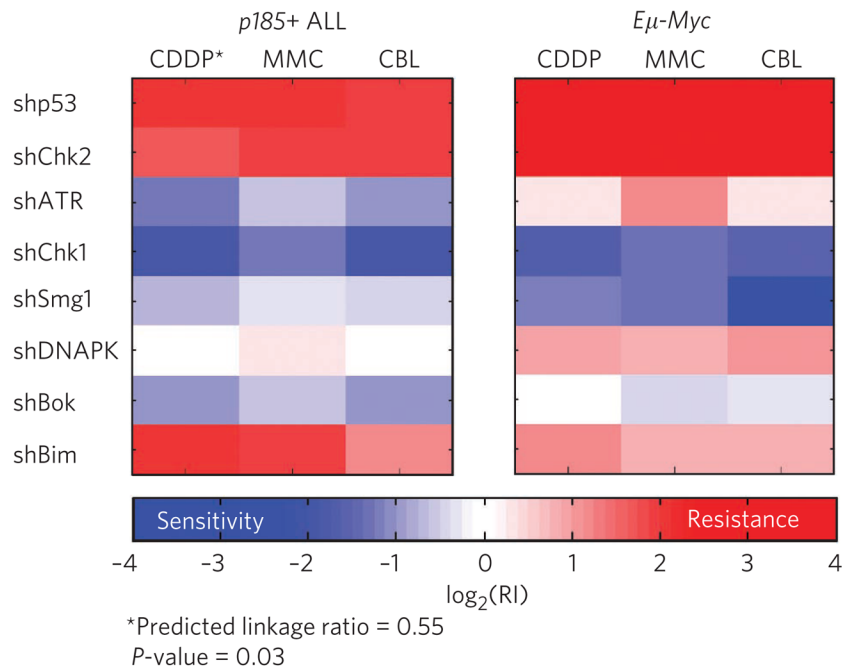 p185+ ALL Eμ-Myc
CDDP* MMC CBL CDDP MMC CBL
shp53
shChk2
shATR
shChk1
shSmg1
shDNAPK
shBok
shBim
Sensitivity Resistance
–4 –3 –2 –1 0 1 2 3 4
log2(RI)
*Predicted linkage ratio = 0.55
P-value = 0.03